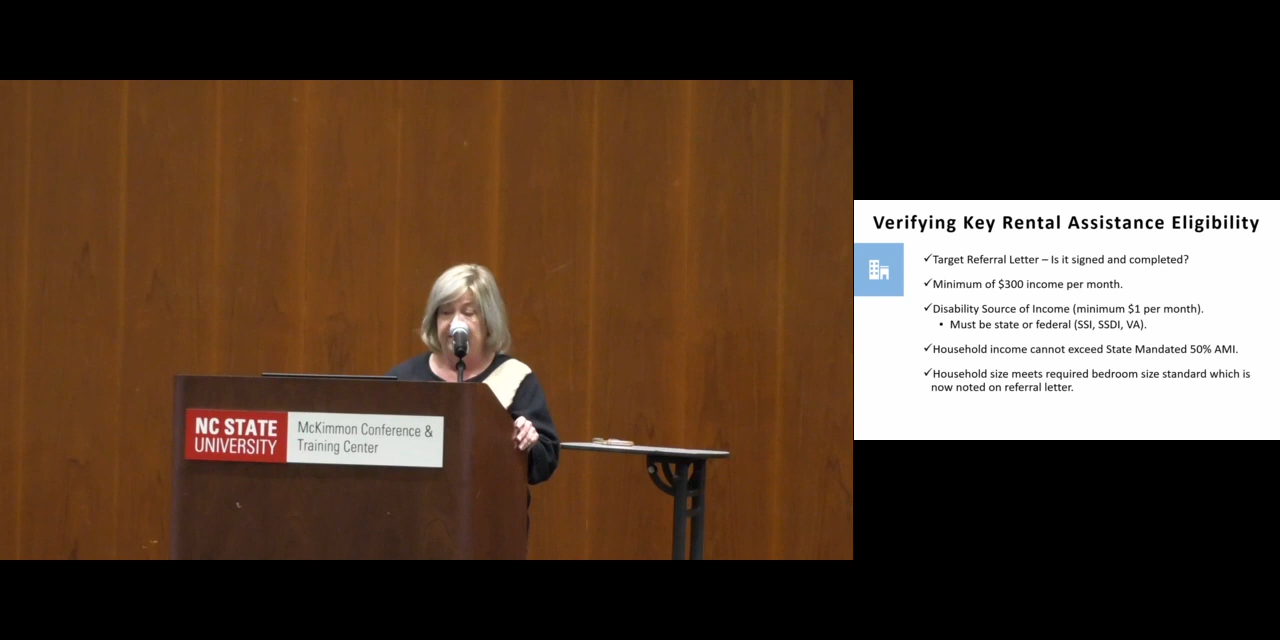 NC STATE
UNIVERSITY
McKimmon Conference &
Training Center
Verifying Key Rental Assistance Eligibility
✓Target Referral Letter – Is it signed and completed?
✓Minimum of $300 income per month.
✓Disability Source of Income (minimum $1 per month).
• Must be state or federal (SSI, SSDI, VA).
✓Household income cannot exceed State Mandated 50% AMI.
✓Household size meets required bedroom size standard which is
now noted on referral letter.